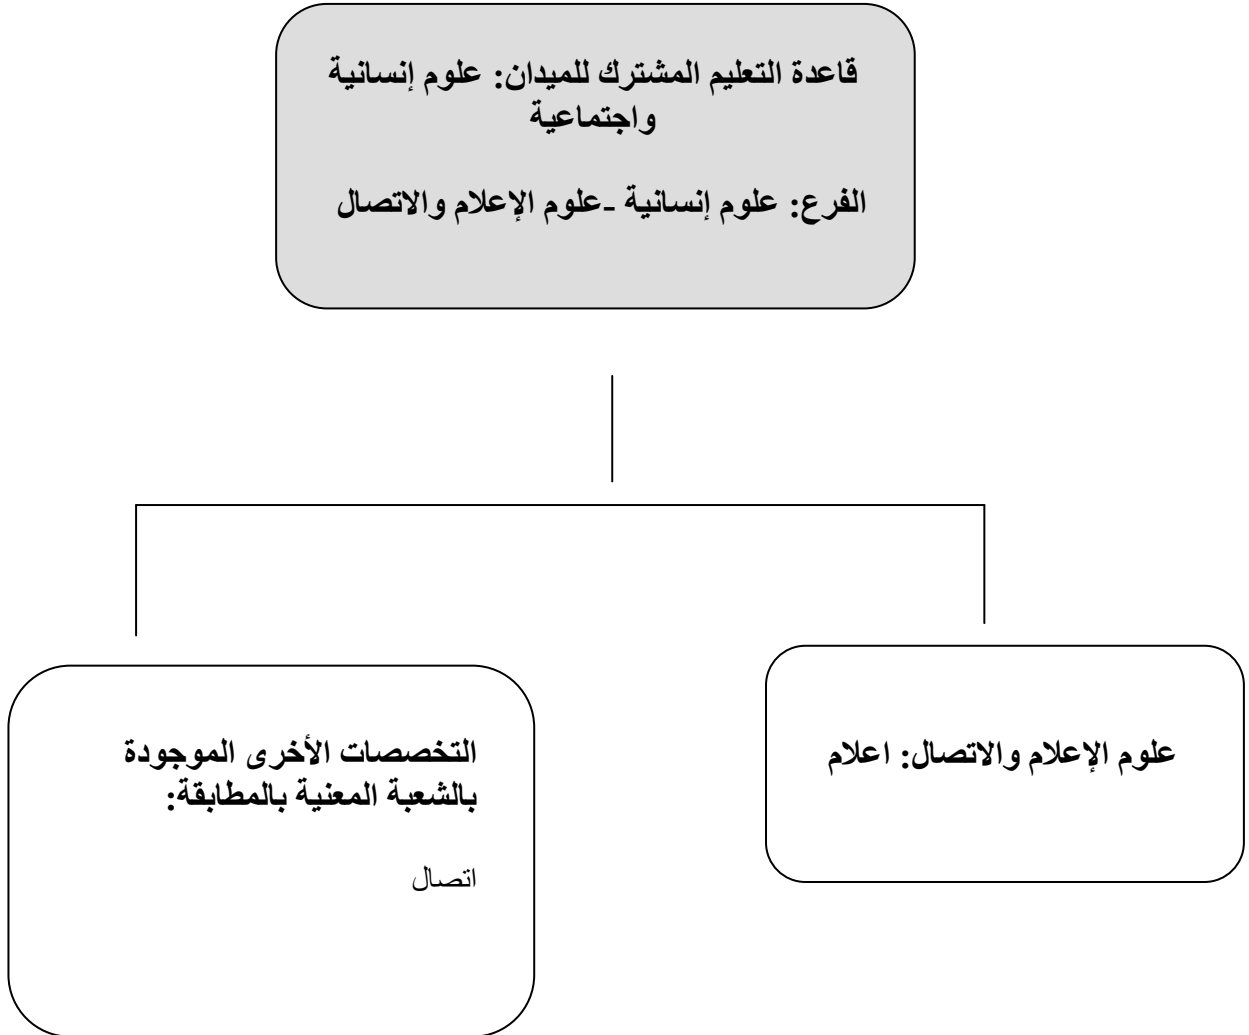 قاعدة التعليم المشترك للميدان: علوم إنسانية
واجتماعية
الفرع: علوم إنسانية -علوم الإعلام والاتصال
علوم الإعلام والاتصال: اعلام
التخصصات الأخرى الموجودة
بالشعبة المعنية بالمطابقة:
اتصال